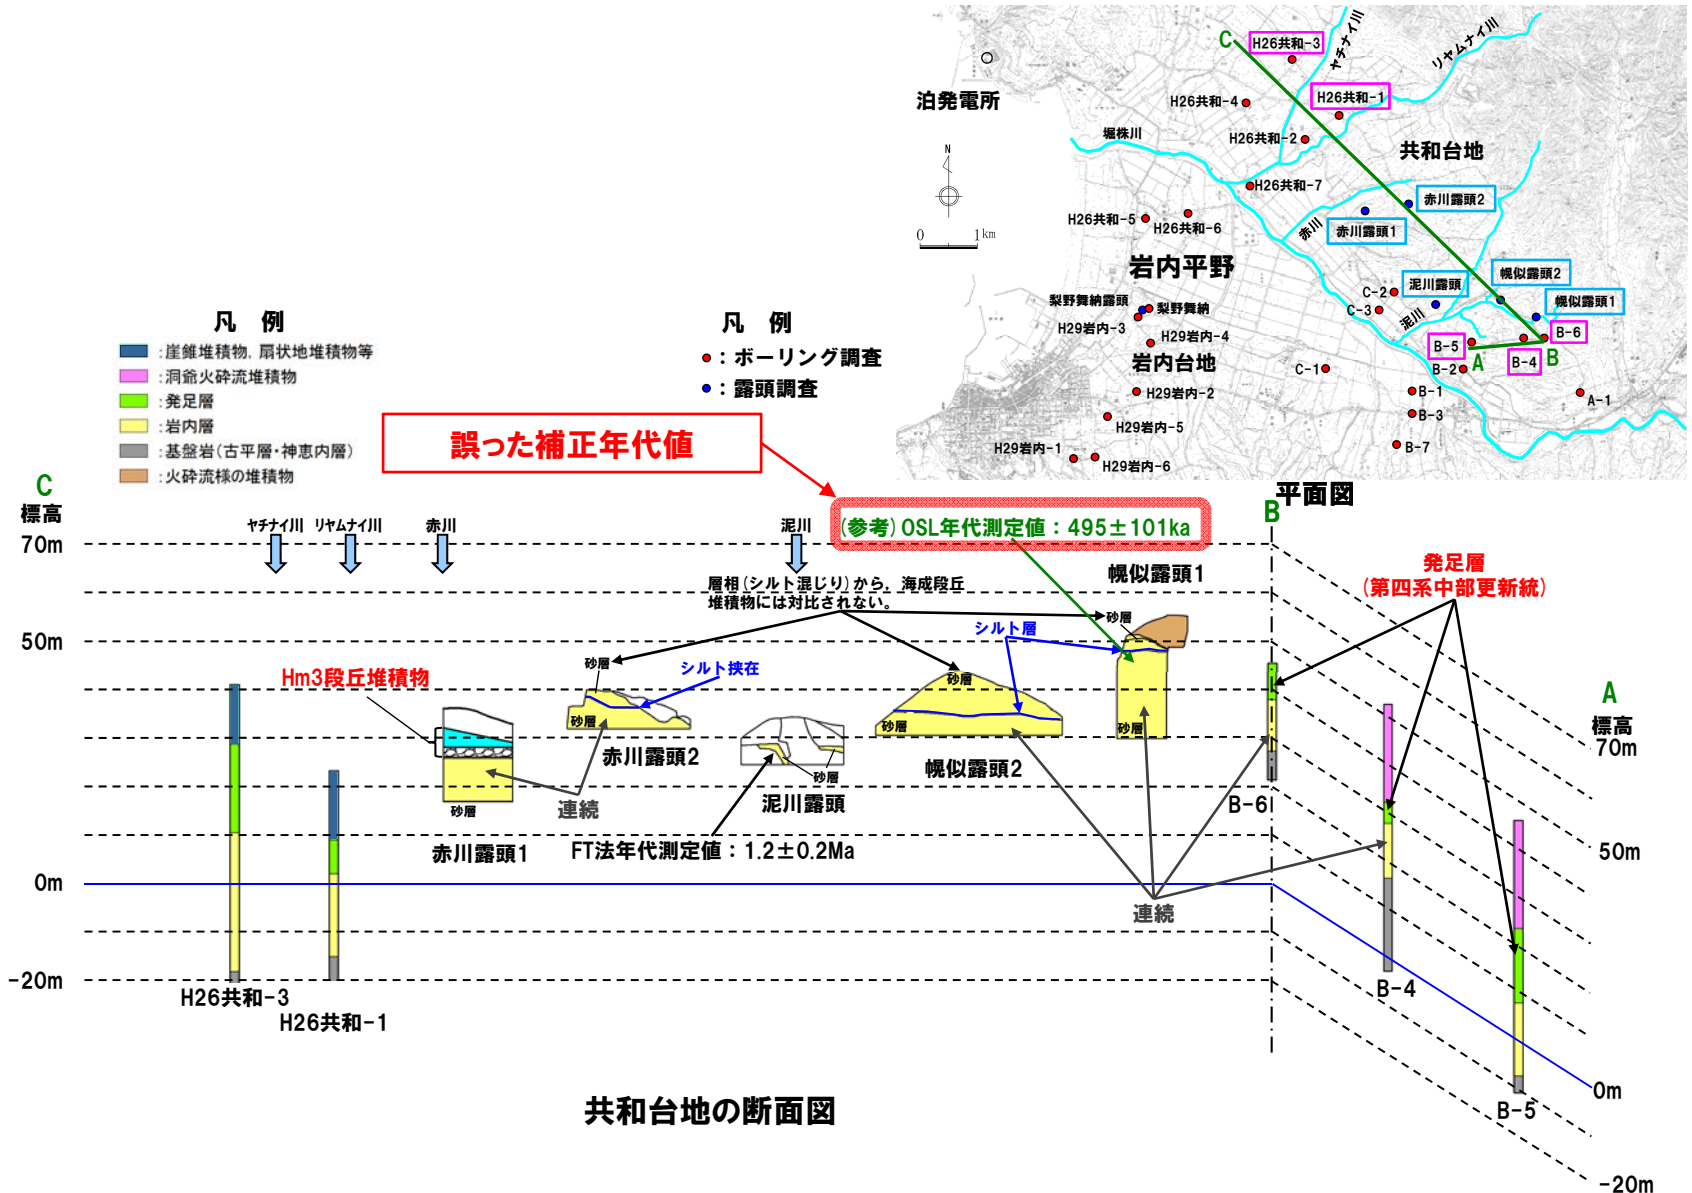 C
H26共和-3
ヤチナイ川
リヤムナイ川
泊発電所
H26共和-4
H26共和-1
堀株川
H26共和-2
共和台地
N
H26共和-7
赤川露頭2
H26共和-5
H26共和-6
赤川
赤川露頭1
0 1km
岩内平野
幌似露頭2
泥川露頭
C-2
幌似露頭1
梨野舞納露頭
梨野舞納
C-3
泥川
H29岩内-3
B-6
H29岩内-4
B-5
A
B-4
B
岩内台地
C-1
B-2
H29岩内-2
B-1
A-1
H29岩内-5
B-3
H29岩内-1
H29岩内-6
B-7
平面図
凡 例
:崖錐堆積物,扇状地堆積物等
:洞爺火砕流堆積物
:発足層
:岩内層
:基盤岩(古平層・神恵内層)
:火砕流様の堆積物
凡 例
:ボーリング調査
:露頭調査
誤った補正年代値
(参考)OSL年代測定値:495±101ka
C
標高
70m
50m
0m
-20m
ヤチナイ川
リヤムナイ川
赤川
泥川
B
幌似露頭1
発足層
(第四系中部更新統)
層相(シルト混じり)から,海成段丘
堆積物には対比されない。
砂層
シルト層
砂層
シルト挟在
Hm3段丘堆積物
砂層
砂層
砂層
砂層
A
標高
70m
50m
0m
-20m
赤川露頭2
幌似露頭2
砂層
泥川露頭
砂層
連続
赤川露頭1
FT法年代測定値:1.2±0.2Ma
B-6
連続
H26共和-3
H26共和-1
B-4
B-5
共和台地の断面図